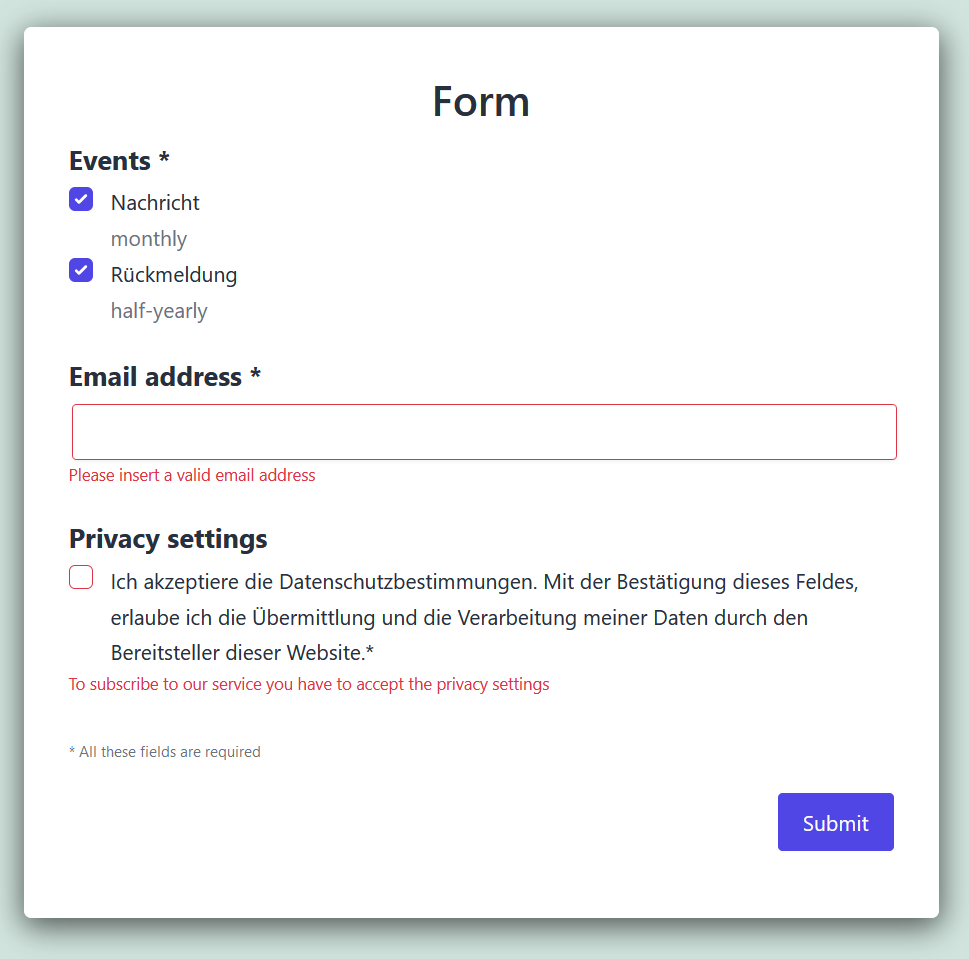 Form
Events *
Nachricht
monthly
Rückmeldung
half-yearly
Email address *
Please insert a valid email address
Privacy settings
Ich akzeptiere die Datenschutzbestimmungen. Mit der Bestätigung dieses Feldes,
erlaube ich die Übermittlung und die Verarbeitung meiner Daten durch den
Bereitsteller dieser Website.*
To subscribe to our service you have to accept the privacy settings
* All these fields are required
Submit